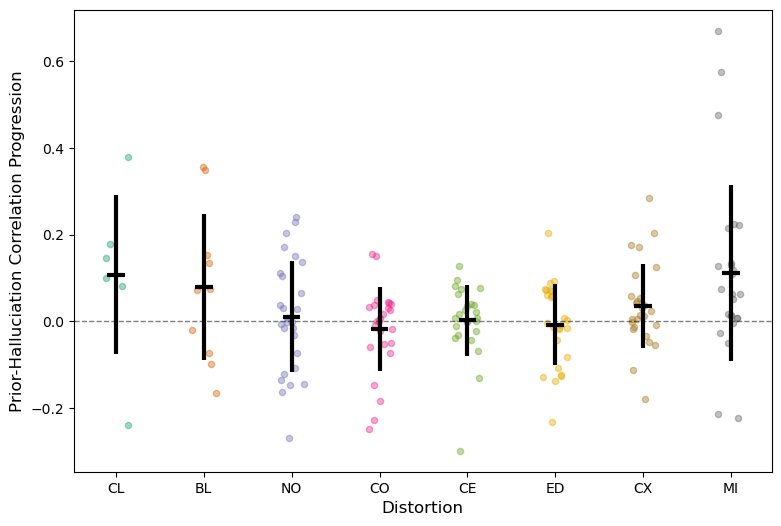 Prior-Halluciation Correlation Progression
0.6
0.4
0.2
0.0
−0.2
CL BL NO CO CE ED CX MI
Distortion